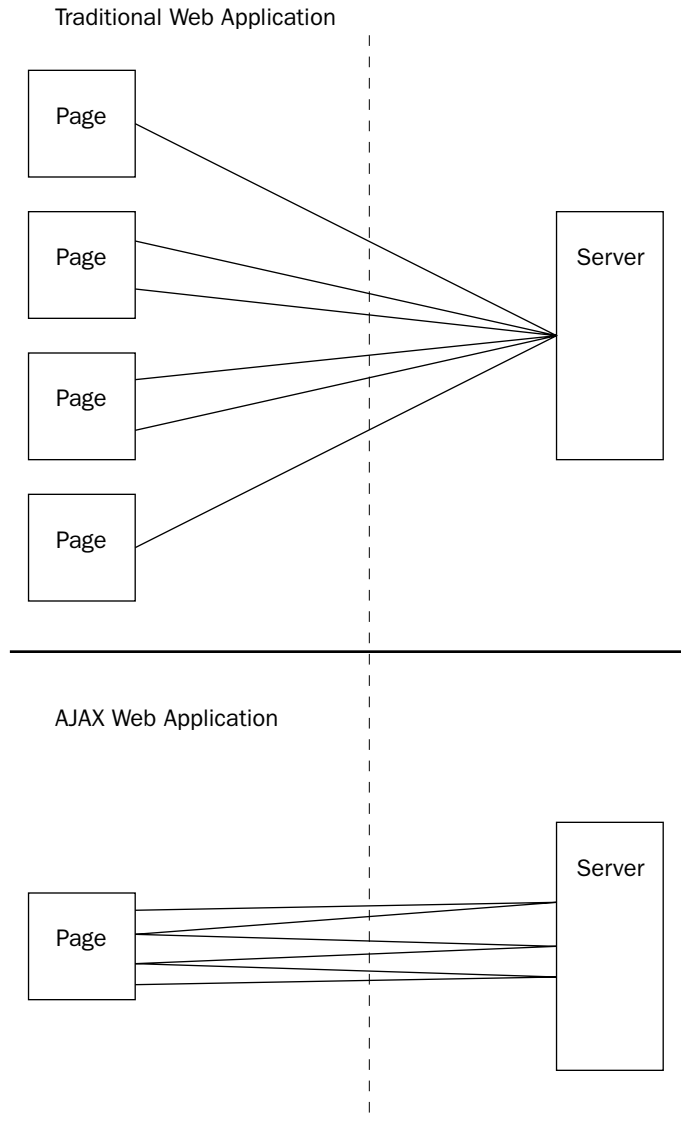 Traditional Web Application
Page
Page
Server
Page
Page
AJAX Web Application
Server
Page